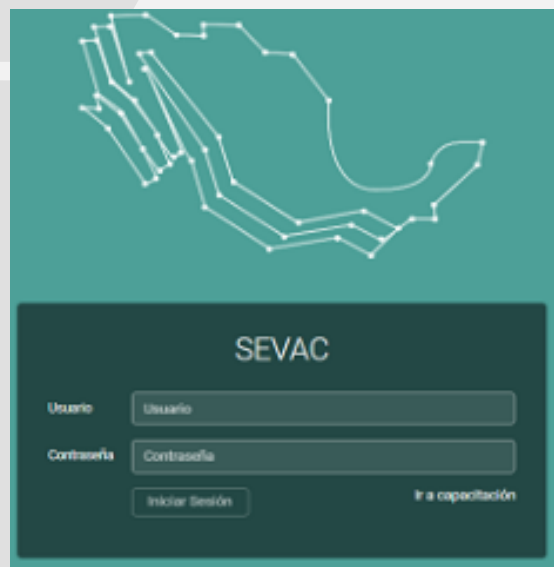 SEVAC
Usuario Usuario
Contraseña Contraseña
Iniciar Sesión Ir a capacitación